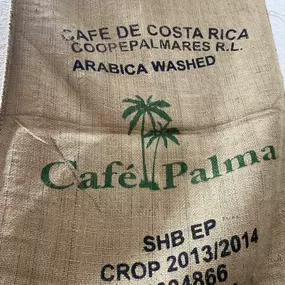 CAFE DE COSTA RICA
COOPEPALMARES R.L.
ARABICA WASHED
Café Palma
SHB EP
CROP 2013/2014